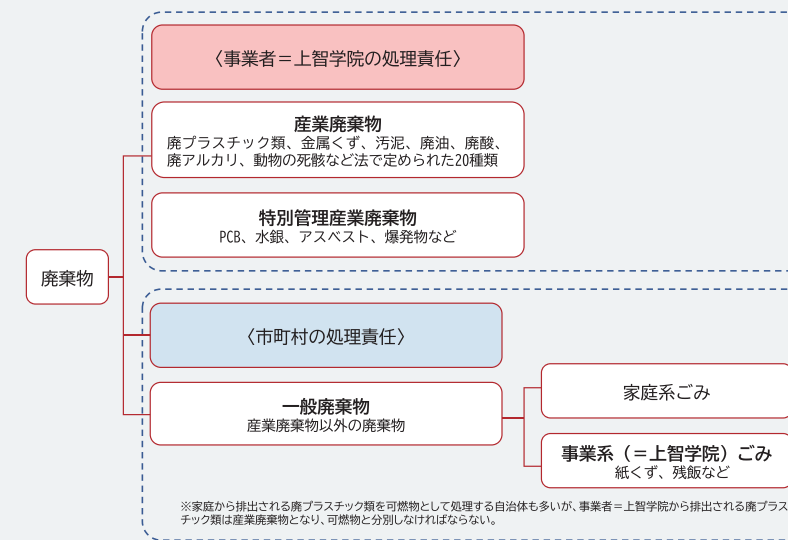 〈事業者＝上智学院の処理責任〉
産業廃棄物
廃プラスチック類、金属くず、汚泥、廃油、廃酸、
廃アルカリ、動物の死骸など法で定められた20種類
特別管理産業廃棄物
PCB、水銀、アスベスト、爆発物など
廃棄物
〈市町村の処理責任〉
一般廃棄物
産業廃棄物以外の廃棄物
家庭系ごみ
事業系（＝上智学院）ごみ
紙くず、残飯など
※家庭から排出される廃プラスチック類を可燃物として処理する自治体も多いが、事業者＝上智学院から排出される廃プラス
チック類は産業廃棄物となり、可燃物と分別しなければならない。